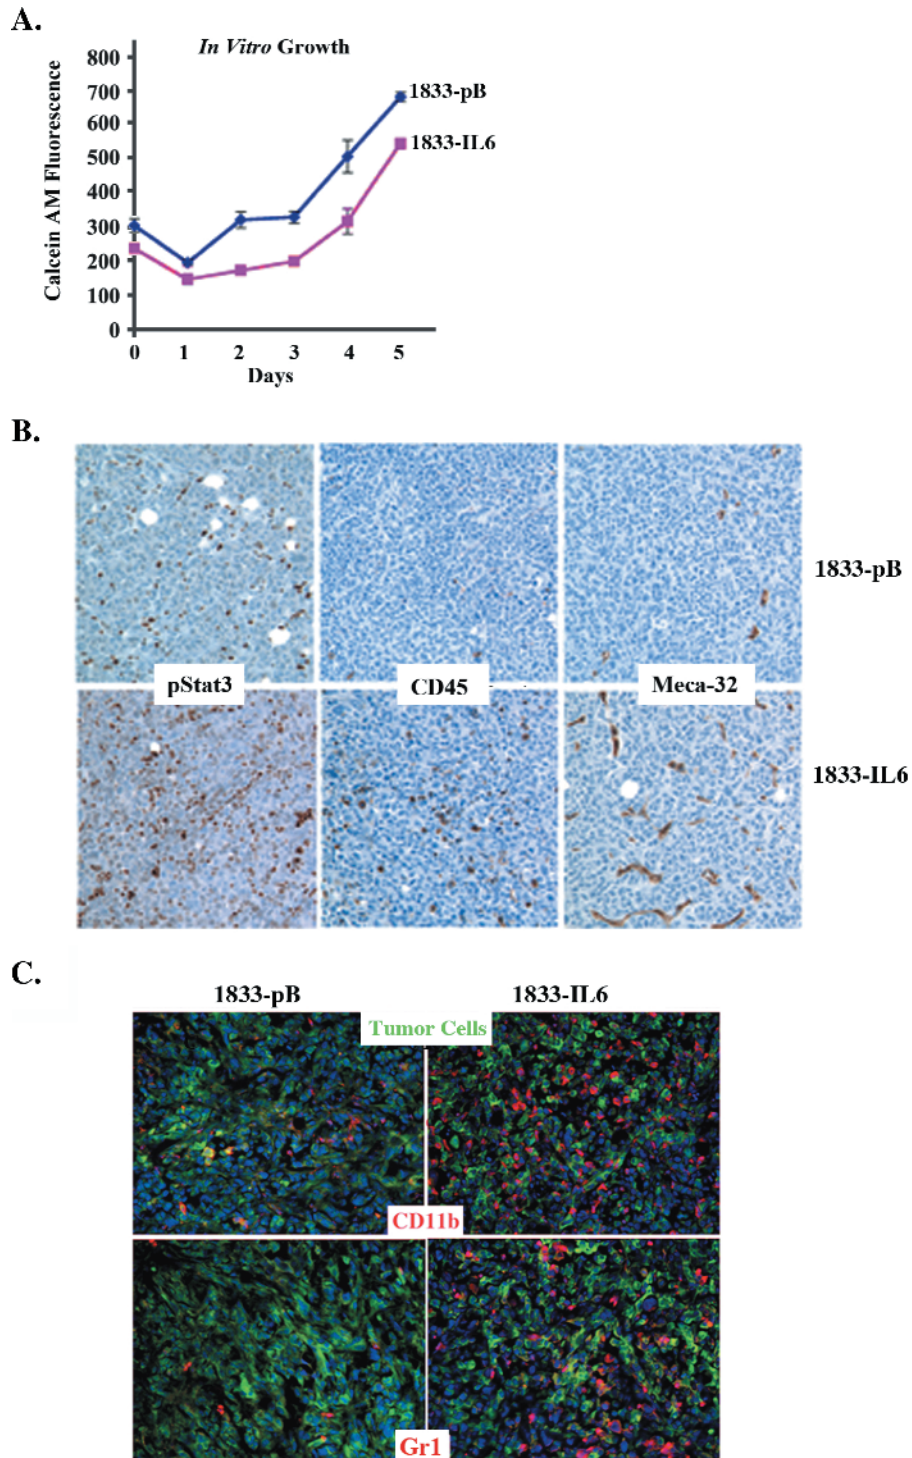 A.
In Vitro Growth
Calcein AM Fluorescence
800
700
600
500
400
300
200
100
0
1833-pB
1833-IL6
0 1 2 3 4 5
Days
B.
1833-pB
pStat3 CD45 Meca-32
1833-IL6
C.
1833-pB 1833-IL6
Tumor Cells
CD11b
Gr1